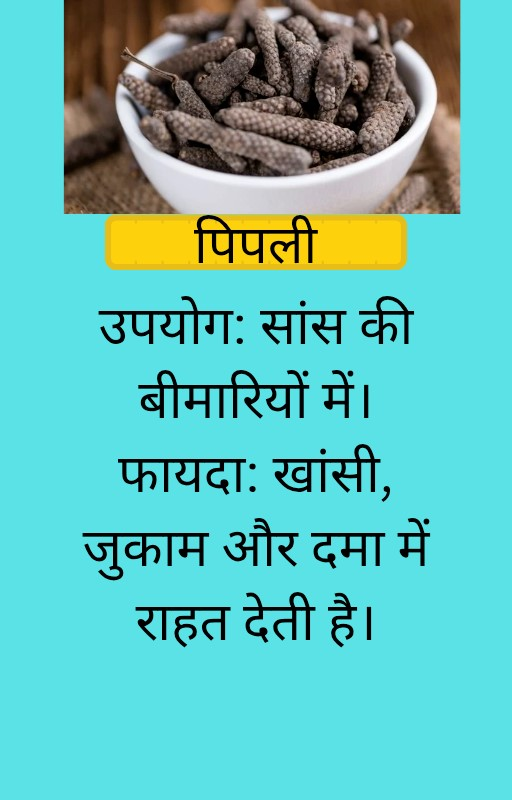 पिपली
उपयोग: सांस की
बीमारियों में।
फायदा: खांसी,
जुकाम और दमा में
राहत देती है।